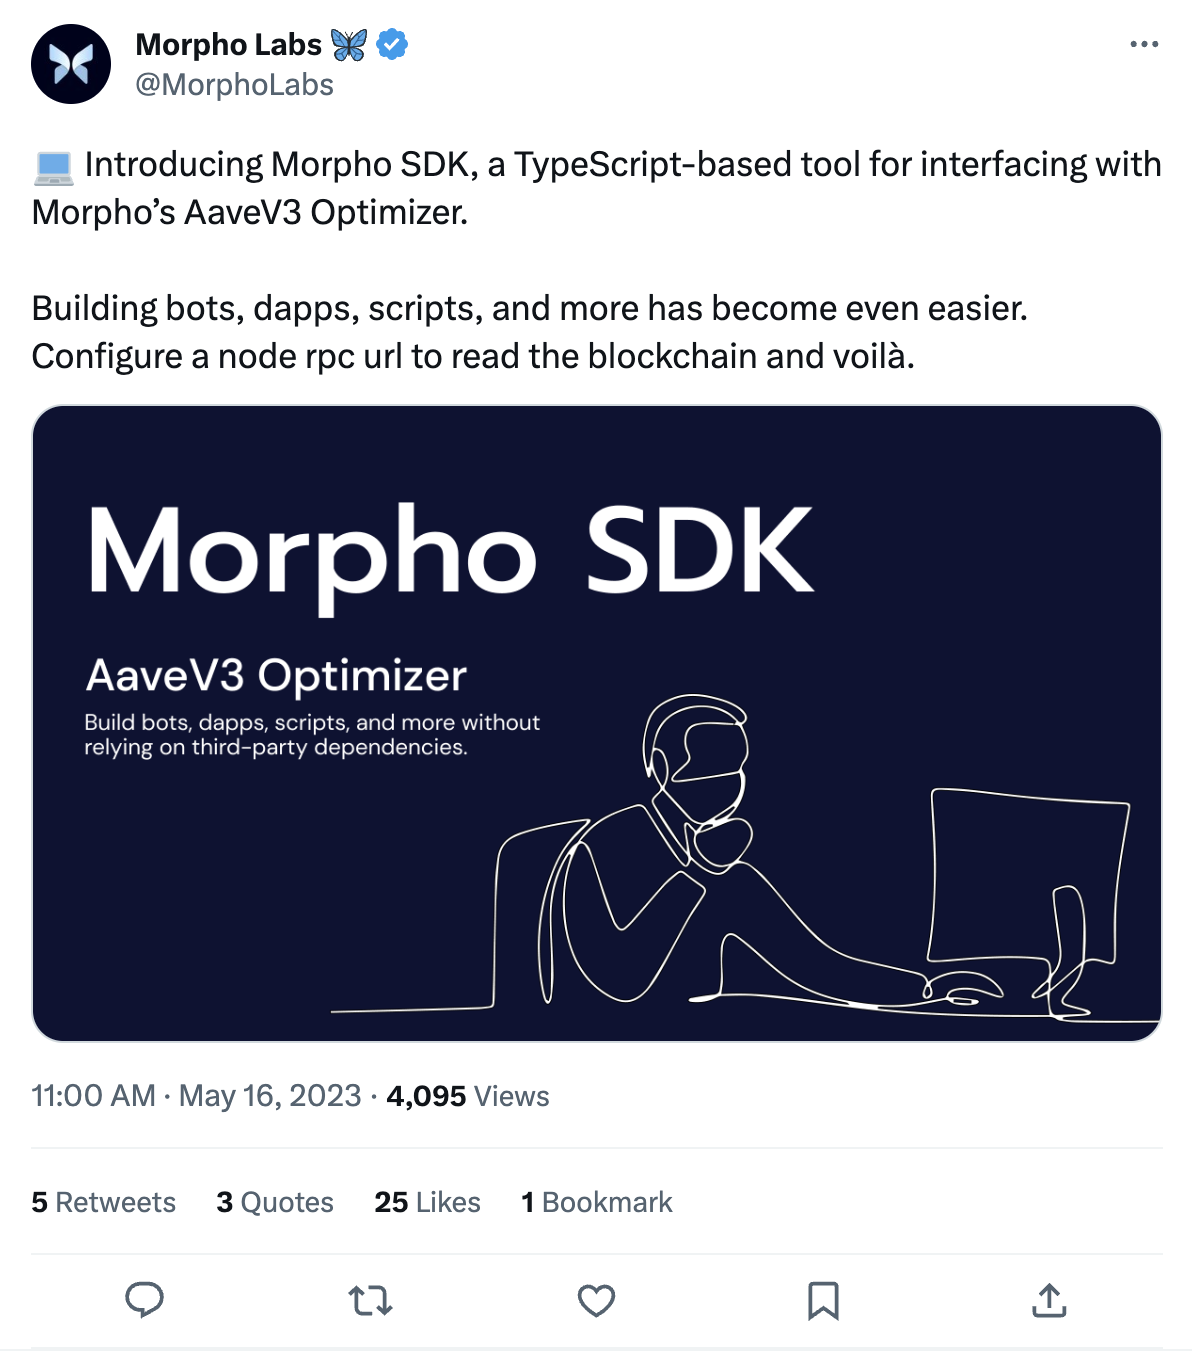 Morpho Labs 🦋
@MorphoLabs
💻 Introducing Morpho SDK, a TypeScript-based tool for interfacing with
Morpho’s AaveV3 Optimizer.
Building bots, dapps, scripts, and more has become even easier.
Configure a node rpc url to read the blockchain and voilà.
Morpho SDK
AaveV3 Optimizer
Build bots, dapps, scripts, and more without
relying on third-party dependencies.
11:00 AM · May 16, 2023 · 4,095 Views
5 Retweets 3 Quotes 25 Likes 1 Bookmark